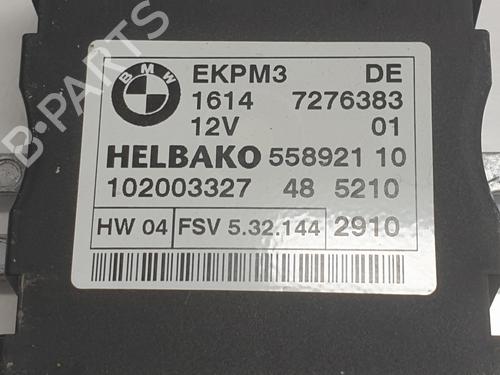 BMW
EKPM3 DE
1614 7276383
12V 01
HELBAKO 558921 10
102003327 48 5210
HW 04 FSV 5.32.144 2910